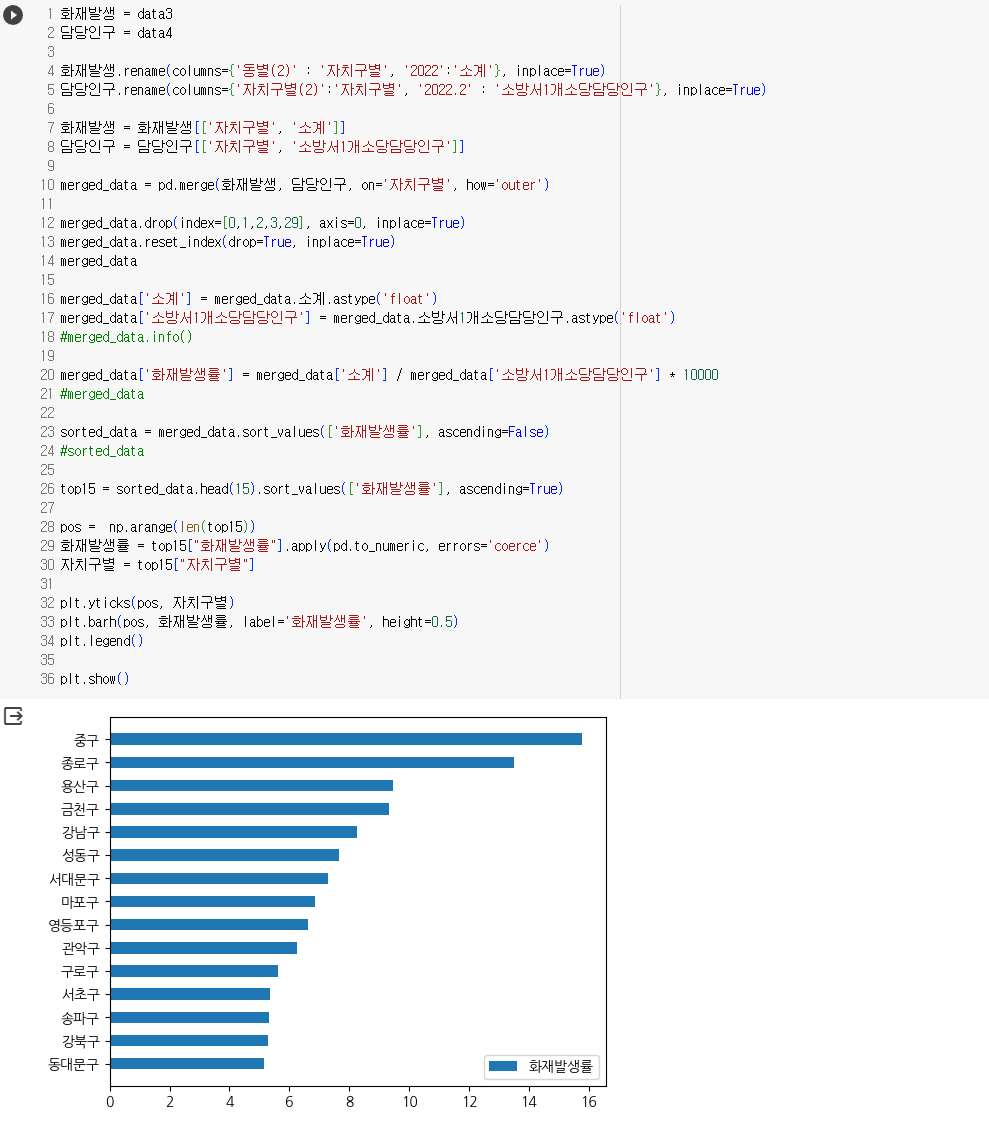 1 화재발생 = data3
2 담당인구 = data4
3
4 화재발생.rename(columns={'동별(2)' : '자치구별', '2022':'소계'}, inplace=True)
5 담당인구.rename(columns={'자치구별(2)':'자치구별', '2022.2' : '소방서1개소당담당인구'}, inplace=True)
6
7 화재발생 = 화재발생[['자치구별', '소계']]
8 담당인구 = 담당인구[['자치구별', '소방서1개소당담당인구']]
9
10 merged_data = pd.merge(화재발생, 담당인구, on='자치구별', how='outer')
11
12 merged_data.drop(index=[0,1,2,3,29], axis=0, inplace=True)
13 merged_data.reset_index(drop=True, inplace=True)
14 merged_data
15
16 merged_data['소계'] = merged_data.소계.astype('float')
17 merged_data['소방서1개소당담당인구'] = merged_data.소방서1개소당담당인구.astype('float')
18 #merged_data.info()
19
20 merged_data['화재발생률'] = merged_data['소계'] / merged_data['소방서1개소당담당인구'] * 10000
21 #merged_data
22
23 sorted_data = merged_data.sort_values(['화재발생률'], ascending=False)
24 #sorted_data
25
26 top15 = sorted_data.head(15).sort_values(['화재발생률'], ascending=True)
27
28 pos =  np.arange(len(top15))
29 화재발생률 = top15["화재발생률"].apply(pd.to_numeric, errors='coerce')
30 자치구별 = top15["자치구별"]
31
32 plt.yticks(pos, 자치구별)
33 plt.barh(pos, 화재발생률, label='화재발생률', height=0.5)
34 plt.legend()
35
36 plt.show()
중구
종로구
용산구
금천구
강남구
성동구
서대문구
마포구
영등포구
관악구
구로구
서초구
송파구
강북구
동대문구
화재발생률
0 2 4 6 8 10 12 14 16